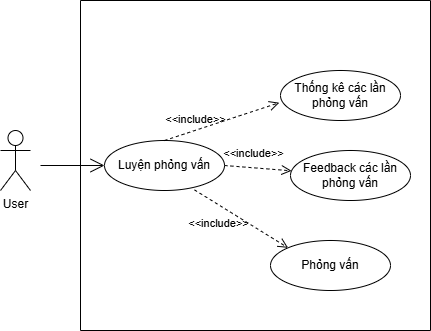 Thống kê các lần
phỏng vấn
<<include>>
Luyện phỏng vấn
<<include>>
Feedback các lần
phỏng vấn
User
<<include>>
Phỏng vấn